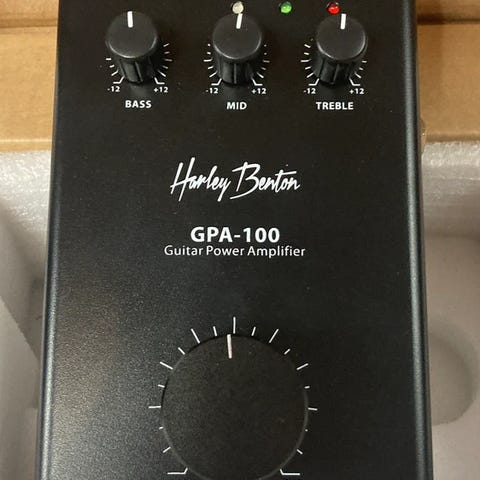 -12 +12 -12 +12 -12 +12
BASS MID TREBLE
Harley Benton
GPA-100
Guitar Power Amplifier